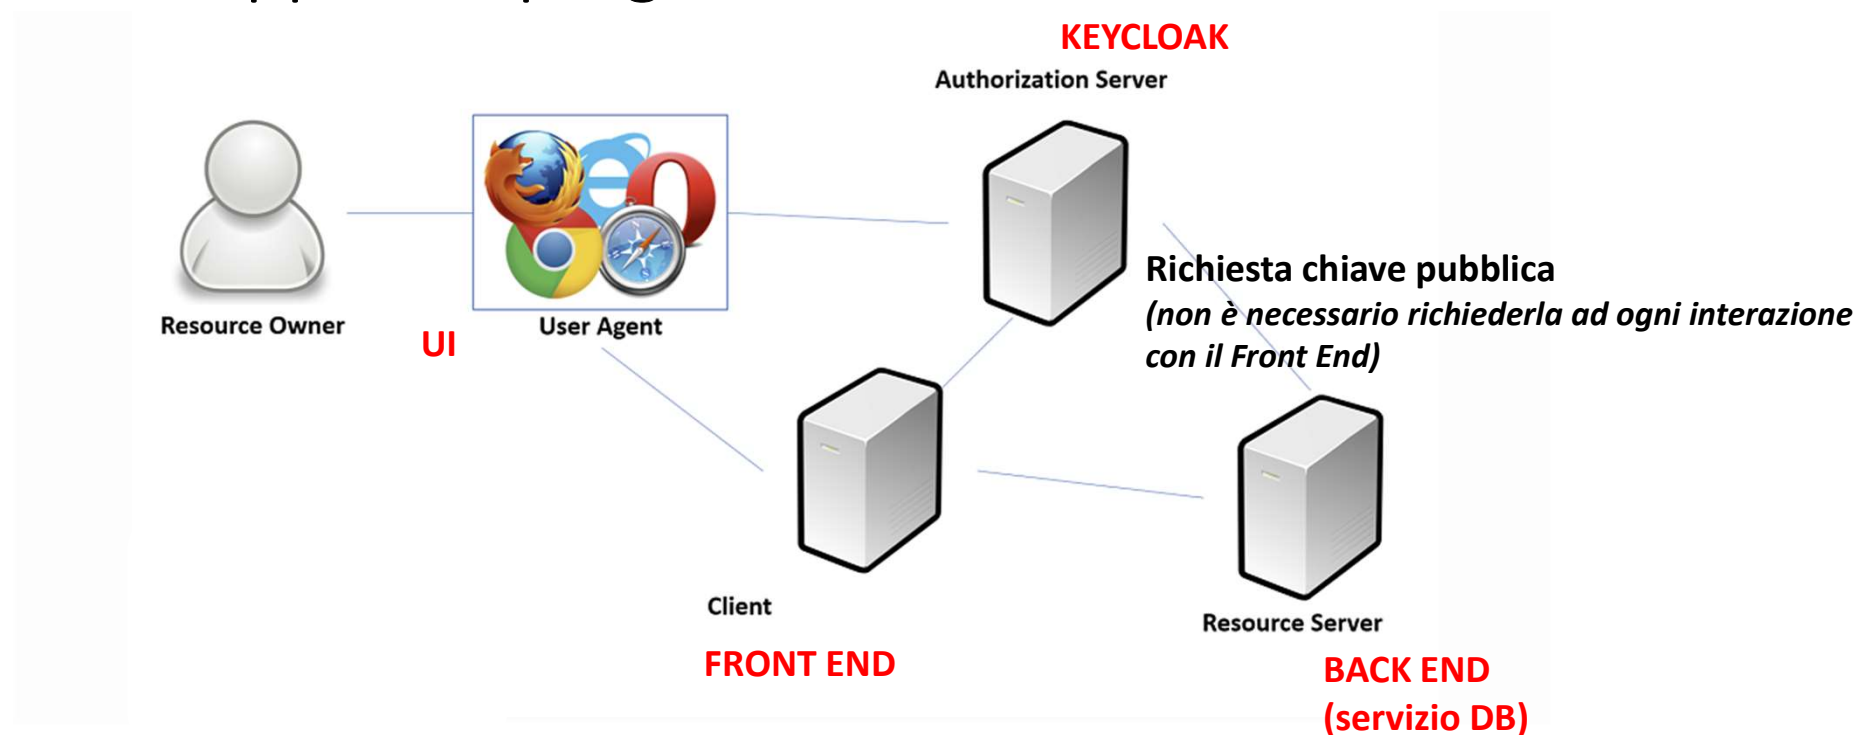 KEYCLOAK
Authorization Server
Richiesta chiave pubblica
(non è necessario richiederla ad ogni interazione
con il Front End)
Resource Owner
UI
User Agent
Client
FRONT END
Resource Server
BACK END
(servizio DB)